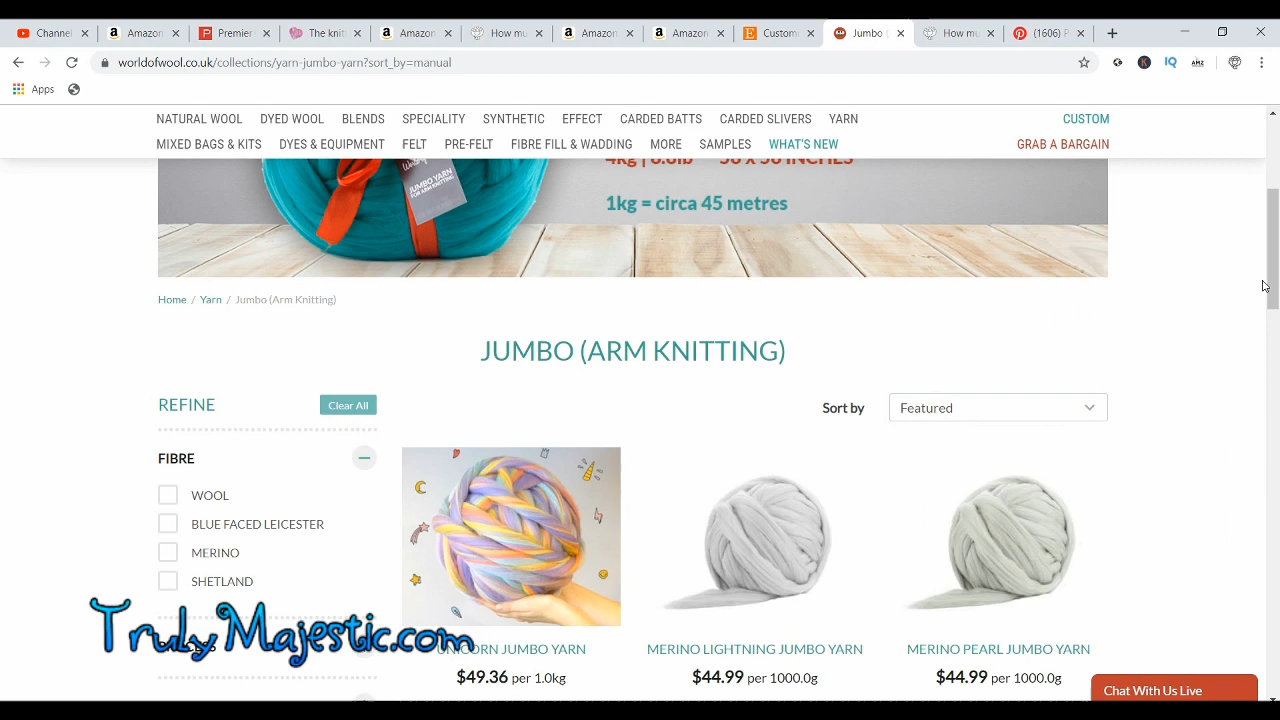 Channel
Amazon
Premier
The knit
Amazon
How mu
Amazon
Amazon
Custom
Jumbo (
How mu
(1606) P
worldofwool.co.uk/collections/yarn-jumbo-yarn?sort_by=manual
Apps
NATURAL WOOL DYED WOOL BLENDS SPECIALITY SYNTHETIC EFFECT CARDED BATTS CARDED SLIVERS YARN CUSTOM
MIXED BAGS & KITS DYES & EQUIPMENT FELT PRE-FELT FIBRE FILL & WADDING MORE SAMPLES WHAT'S NEW GRAB A BARGAIN
JUMBO YARN
FOR ARM KNITTING
1kg = circa 45 metres
Home / Yarn / Jumbo (Arm Knitting)
JUMBO (ARM KNITTING)
REFINE
Clear All
Sort by
Featured
FIBRE
WOOL
BLUE FACED LEICESTER
MERINO
SHETLAND
TrulyMajestic.com
UNICORN JUMBO YARN
$49.36 per 1.0kg
MERINO LIGHTNING JUMBO YARN
$44.99 per 1000.0g
MERINO PEARL JUMBO YARN
$44.99 per 1000.0g
Chat With Us Live